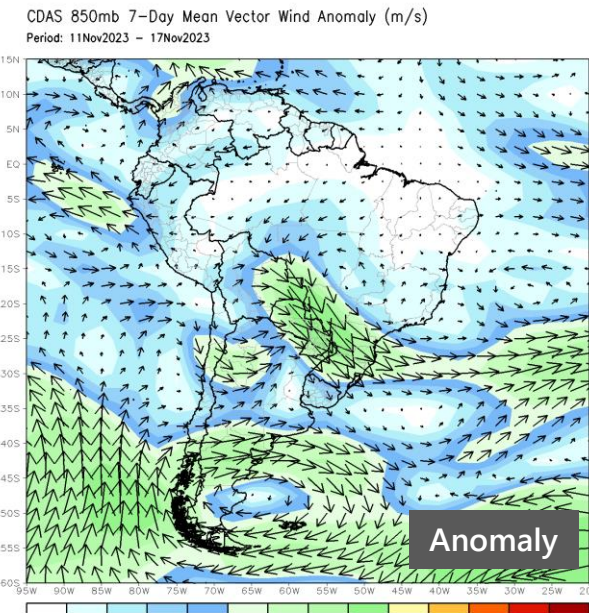 CDAS 850mb 7-Day Mean Vector Wind Anomaly (m/s)
Period: 11Nov2023 – 17Nov2023
15N
10N
5N
EQ
5S
10S
15S
20S
25S
30S
35S
40S
45S
50S
55S
60S
Anomaly
95W 90W 85W 80W 75W 70W 65W 60W 55W 50W 45W 40W 35W 30W 25W 20